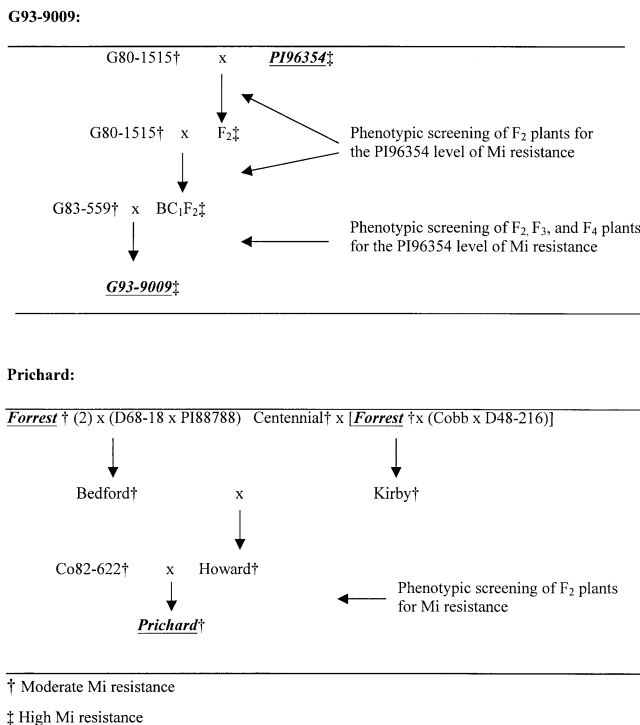 G93-9009:
G80-1515† x PI96354‡
G80-1515† x F2‡
Phenotypic screening of F2 plants for
the PI96354 level of Mi resistance
G83-559† x BC1F2‡
Phenotypic screening of F2, F3, and F4 plants
for the PI96354 level of Mi resistance
G93-9009‡
Prichard:
Forrest † (2) x (D68-18 x PI88788) Centennial† x [Forrest †x (Cobb x D48-216)]
Bedford† x Kirby†
Co82-622† x Howard†
Phenotypic screening of F2 plants
for Mi resistance
Prichard†
† Moderate Mi resistance
‡ High Mi resistance